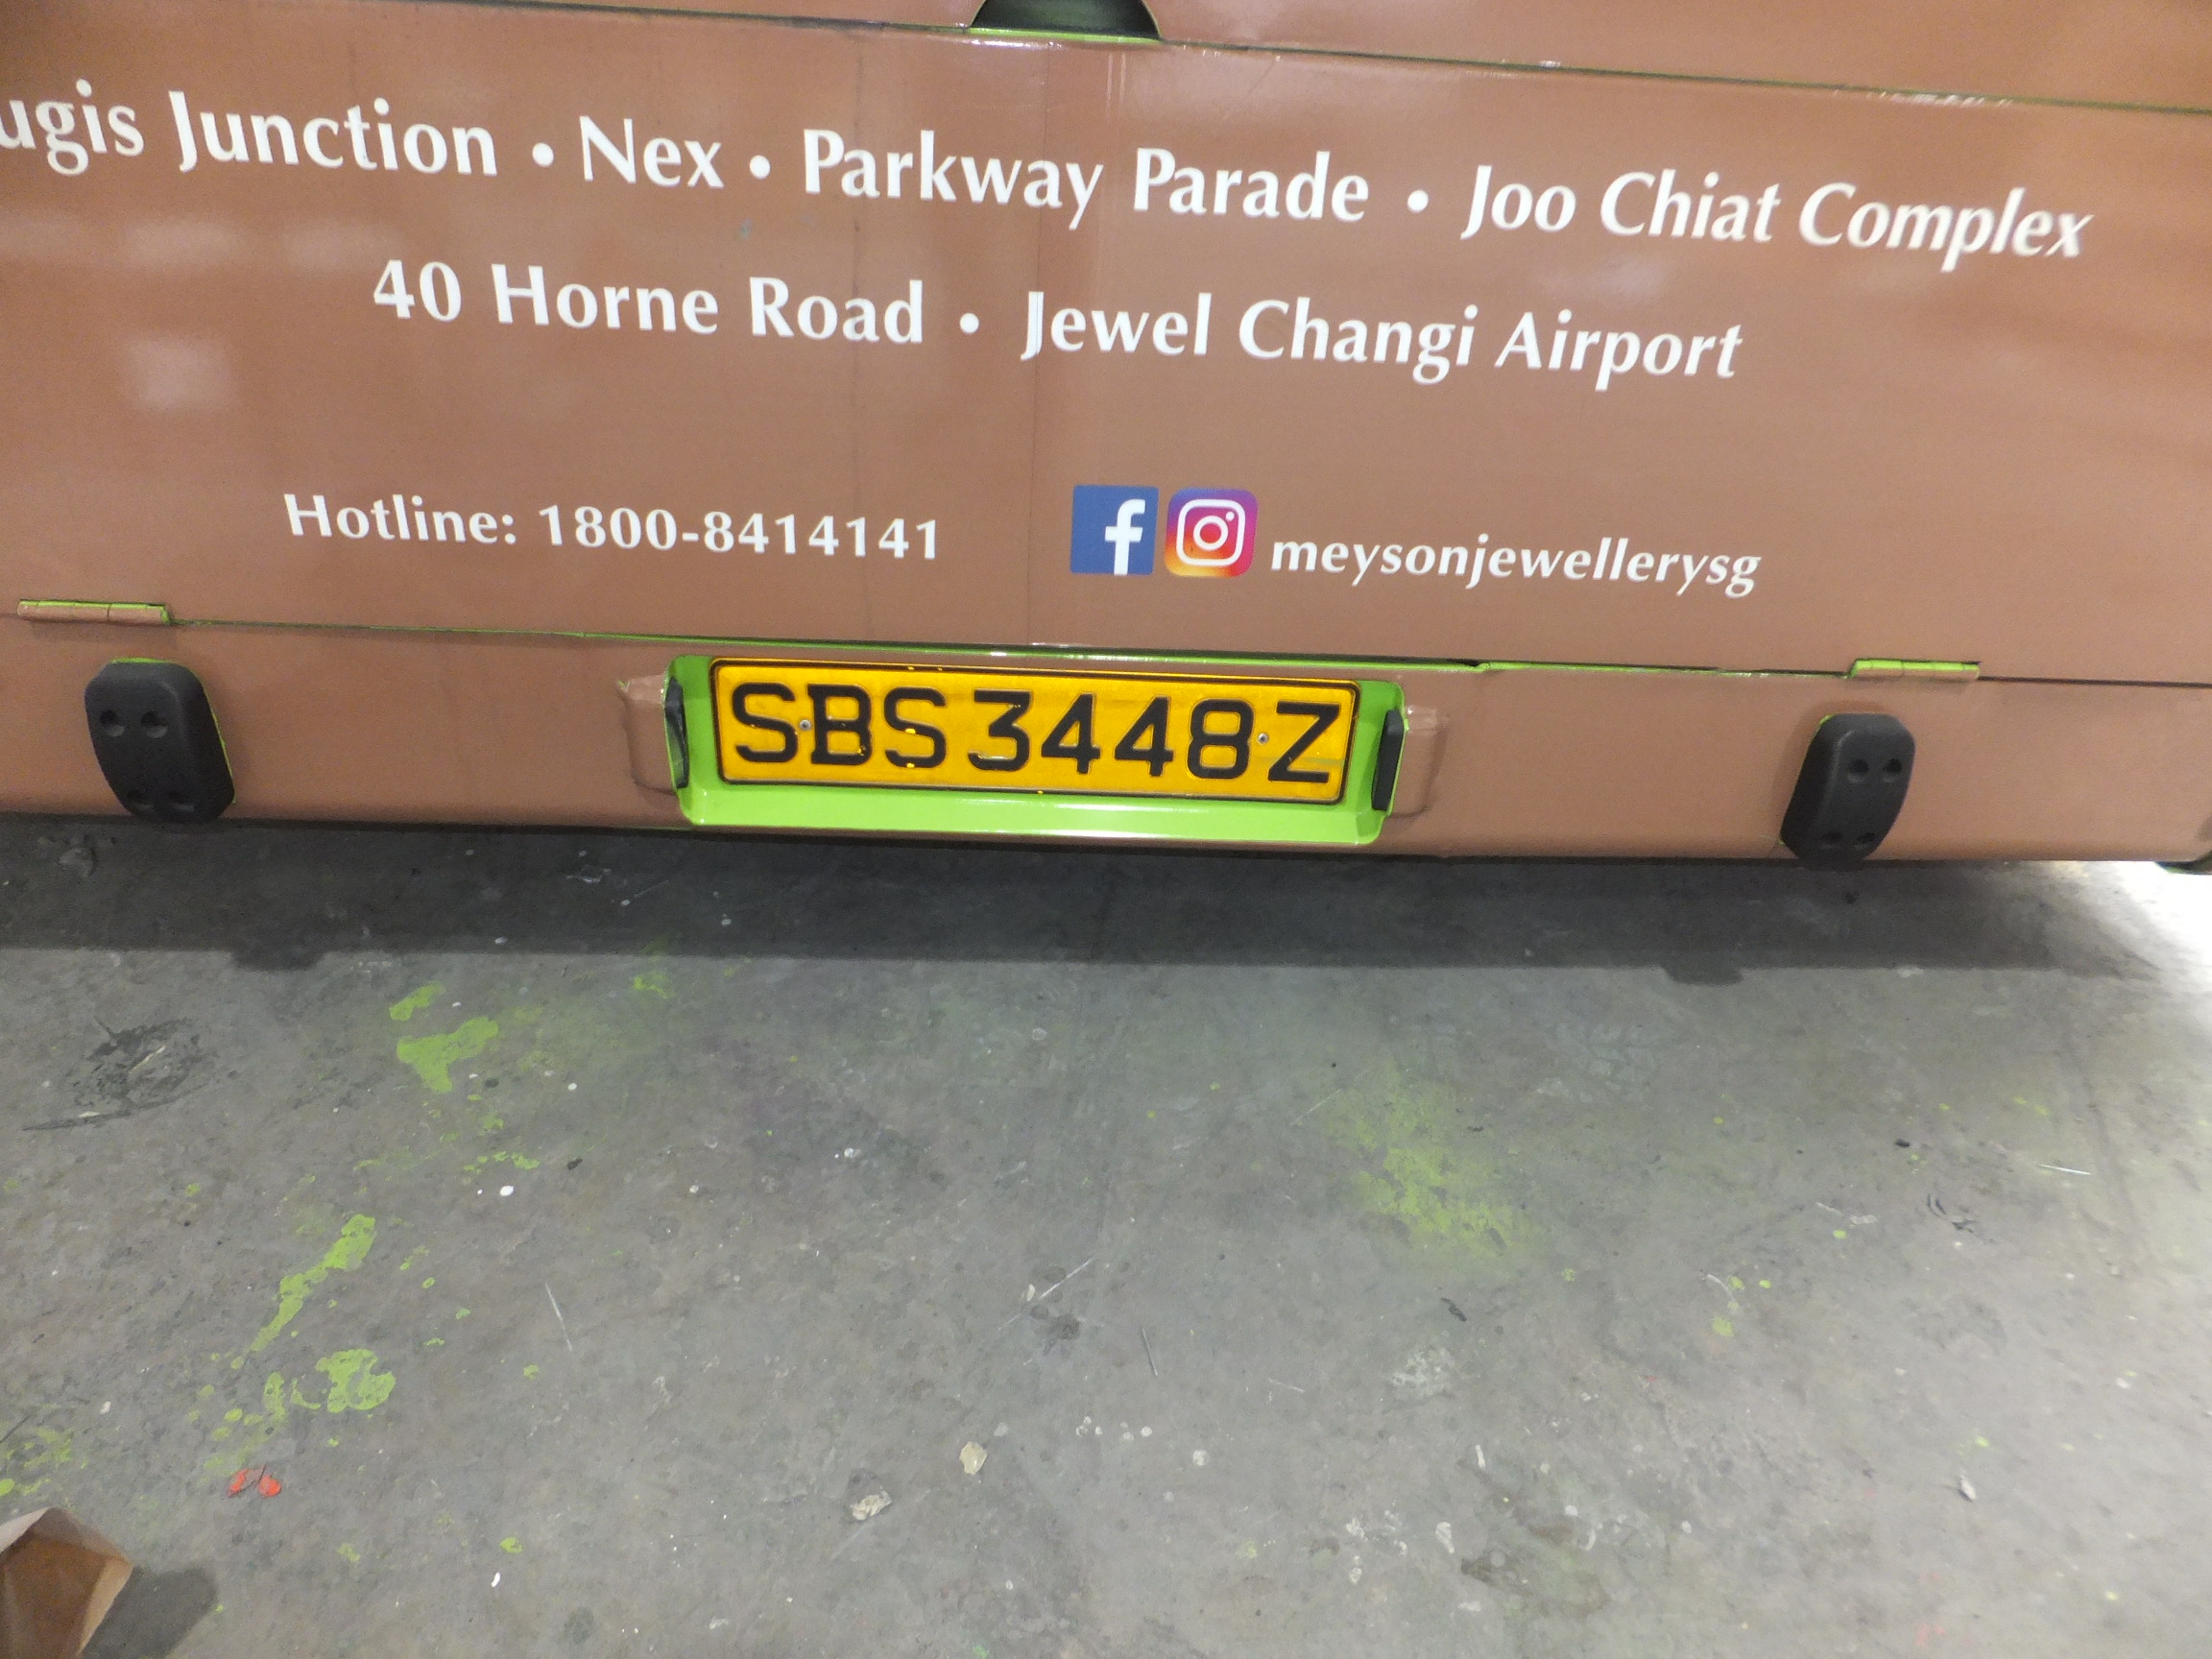 ugis Junction • Nex • Parkway Parade • Joo Chiat Complex
40 Horne Road • Jewel Changi Airport
Hotline: 1800-8414141
f meysonjewellerysg
SBS3448Z